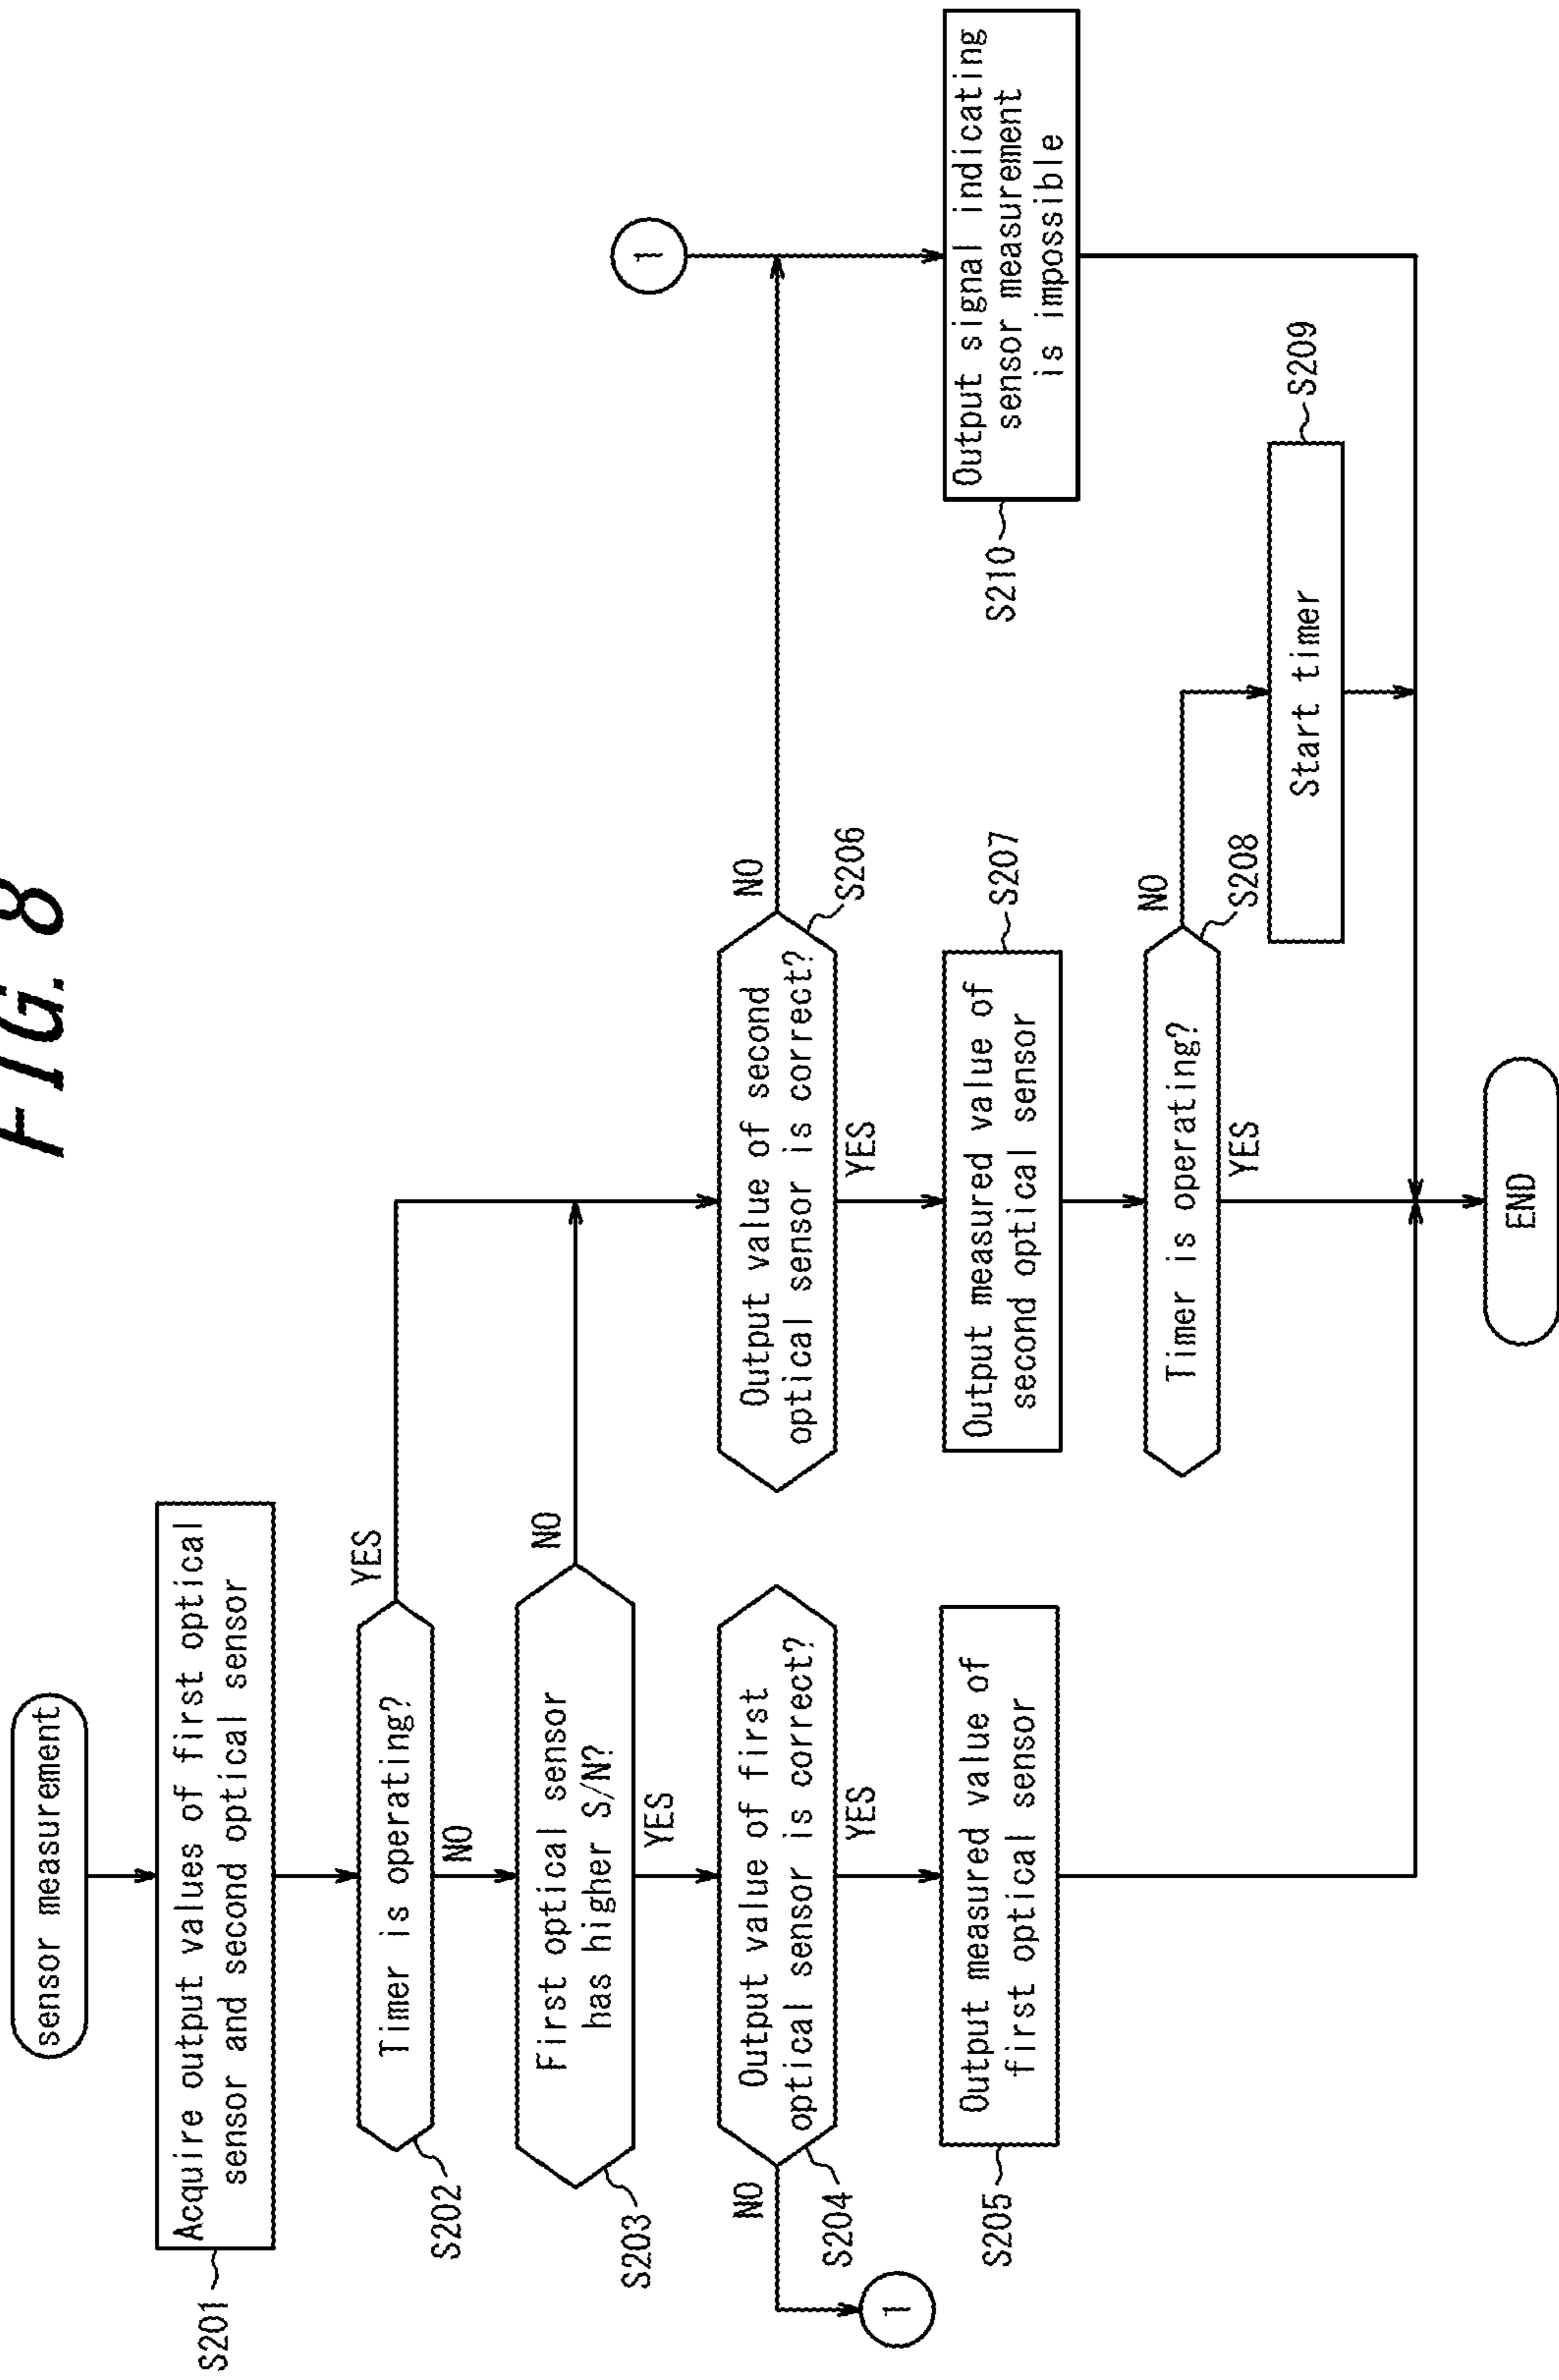 FIG. 8
sensor measurement
S201
Acquire output values of first optical
sensor and second optical sensor
S202
Timer is operating?
YES
NO
S203
First optical sensor
has higher S/N?
NO
YES
S204
NO
Output value of first
optical sensor is correct?
YES
1
S205
Output measured value of
first optical sensor
Output value of second
optical sensor is correct?
NO
S206
YES
Output measured value of
second optical sensor
S207
Timer is operating?
NO
S208
YES
Start timer
S209
1
S210
Output signal indicating
sensor measurement
is impossible
END